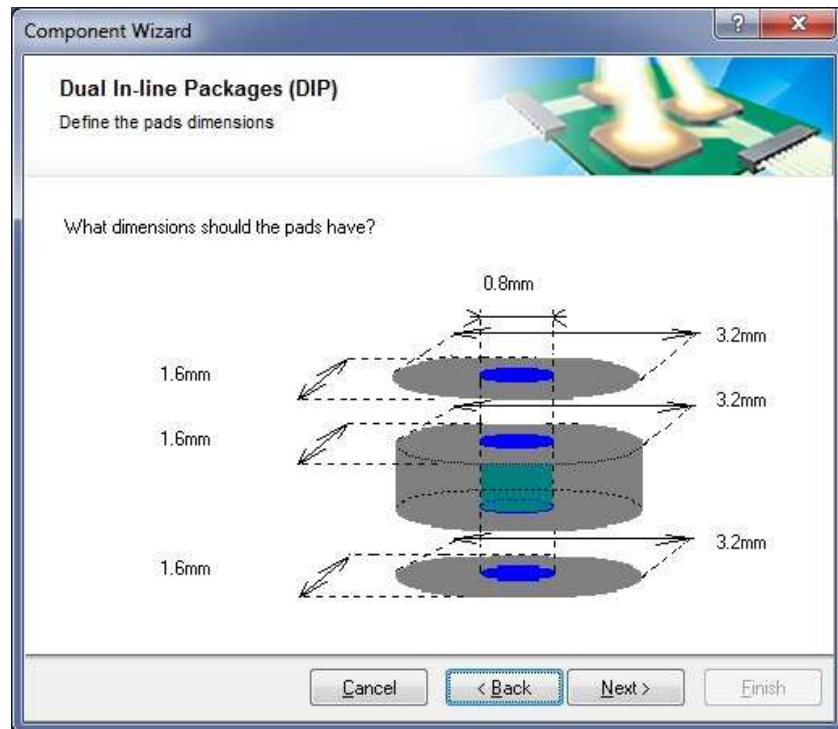 Component Wizard
Dual In-line Packages (DIP)
Define the pads dimensions
What dimensions should the pads have?
0.8mm
3.2mm
1.6mm
3.2mm
1.6mm
3.2mm
1.6mm
Cancel
< Back
Next >
Finish